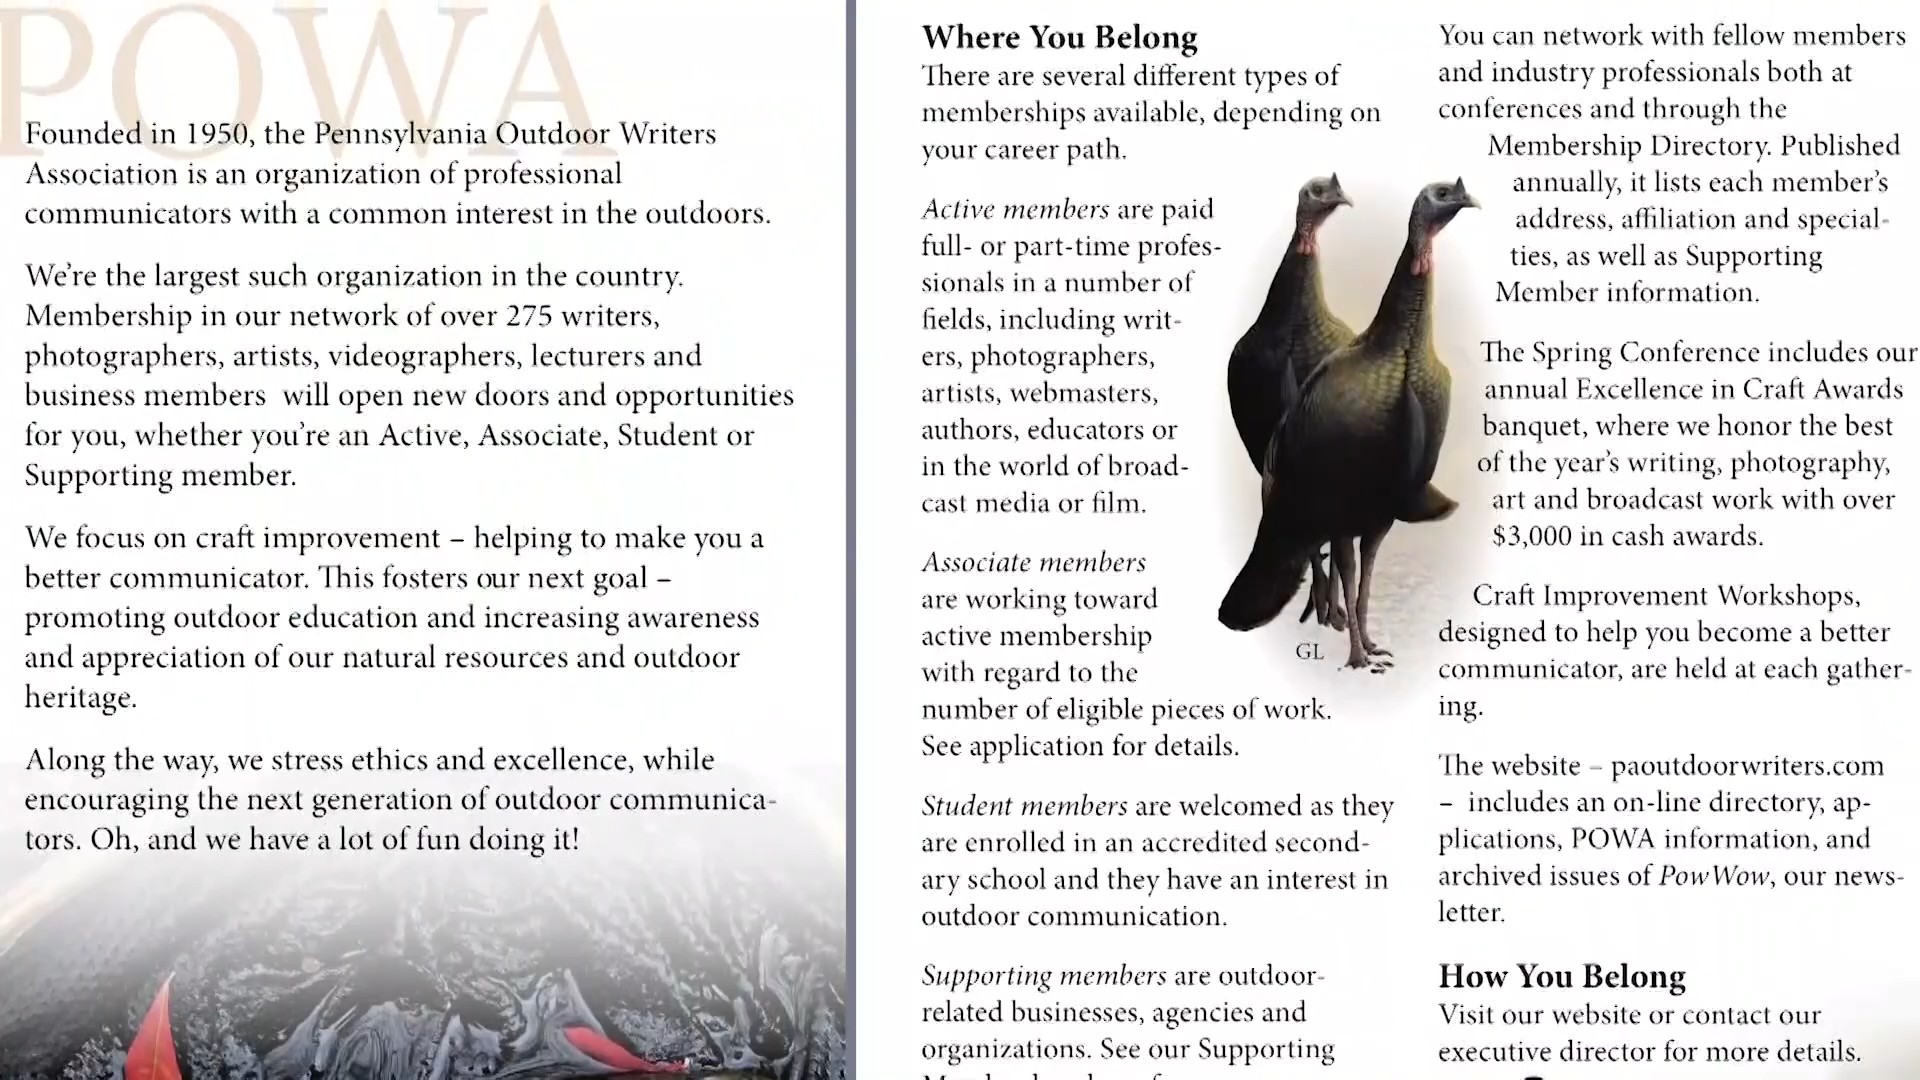 POWA
Founded in 1950, the Pennsylvania Outdoor Writers
Association is an organization of professional
communicators with a common interest in the outdoors.
We're the largest such organization in the country.
Membership in our network of over 275 writers,
photographers, artists, videographers, lecturers and
business members will open new doors and opportunities
for you, whether you're an Active, Associate, Student or
Supporting member.
We focus on craft improvement – helping to make you a
better communicator. This fosters our next goal –
promoting outdoor education and increasing awareness
and appreciation of our natural resources and outdoor
heritage.
Along the way, we stress ethics and excellence, while
encouraging the next generation of outdoor communica-
tors. Oh, and we have a lot of fun doing it!
Where You Belong
There are several different types of
memberships available, depending on
your career path.
Active members are paid
full- or part-time profes-
sionals in a number of
fields, including writ-
ers, photographers,
artists, webmasters,
authors, educators or
in the world of broad-
cast media or film.
Associate members
are working toward
active membership
with regard to the
number of eligible pieces of work.
See application for details.
Student members are welcomed as they
are enrolled in an accredited second-
ary school and they have an interest in
outdoor communication.
Supporting members are outdoor-
related businesses, agencies and
organizations. See our Supporting
GL
You can network with fellow members
and industry professionals both at
conferences and through the
Membership Directory. Published
annually, it lists each member's
address, affiliation and special-
ties, as well as Supporting
Member information.
The Spring Conference includes our
annual Excellence in Craft Awards
banquet, where we honor the best
of the year's writing, photography,
art and broadcast work with over
$3,000 in cash awards.
Craft Improvement Workshops,
designed to help you become a better
communicator, are held at each gather-
ing.
The website – paoutdoorwriters.com
– includes an on-line directory, ap-
plications, POWA information, and
archived issues of PowWow, our news-
letter.
How You Belong
Visit our website or contact our
executive director for more details.